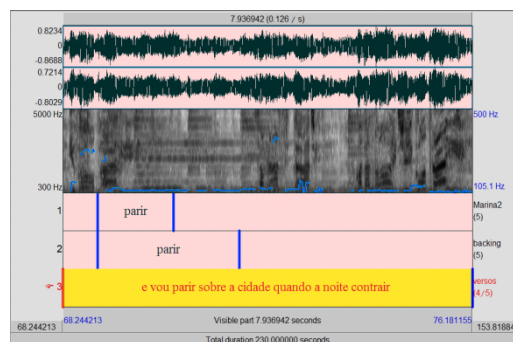 7.936942 (0.126 / s)
0.8234
0
-0.8688
0.7214
0
-0.8029
5000 Hz
500 Hz
300 Hz
105.1 Hz
1
parir
Marina2
(5)
2
parir
backing
(5)
3
e vou parir sobre a cidade quando a noite contrair
versos
(4/5)
68.244213
68.244213
Visible part 7.936942 seconds
76.181155
153.81884
Total duration 230.000000 seconds